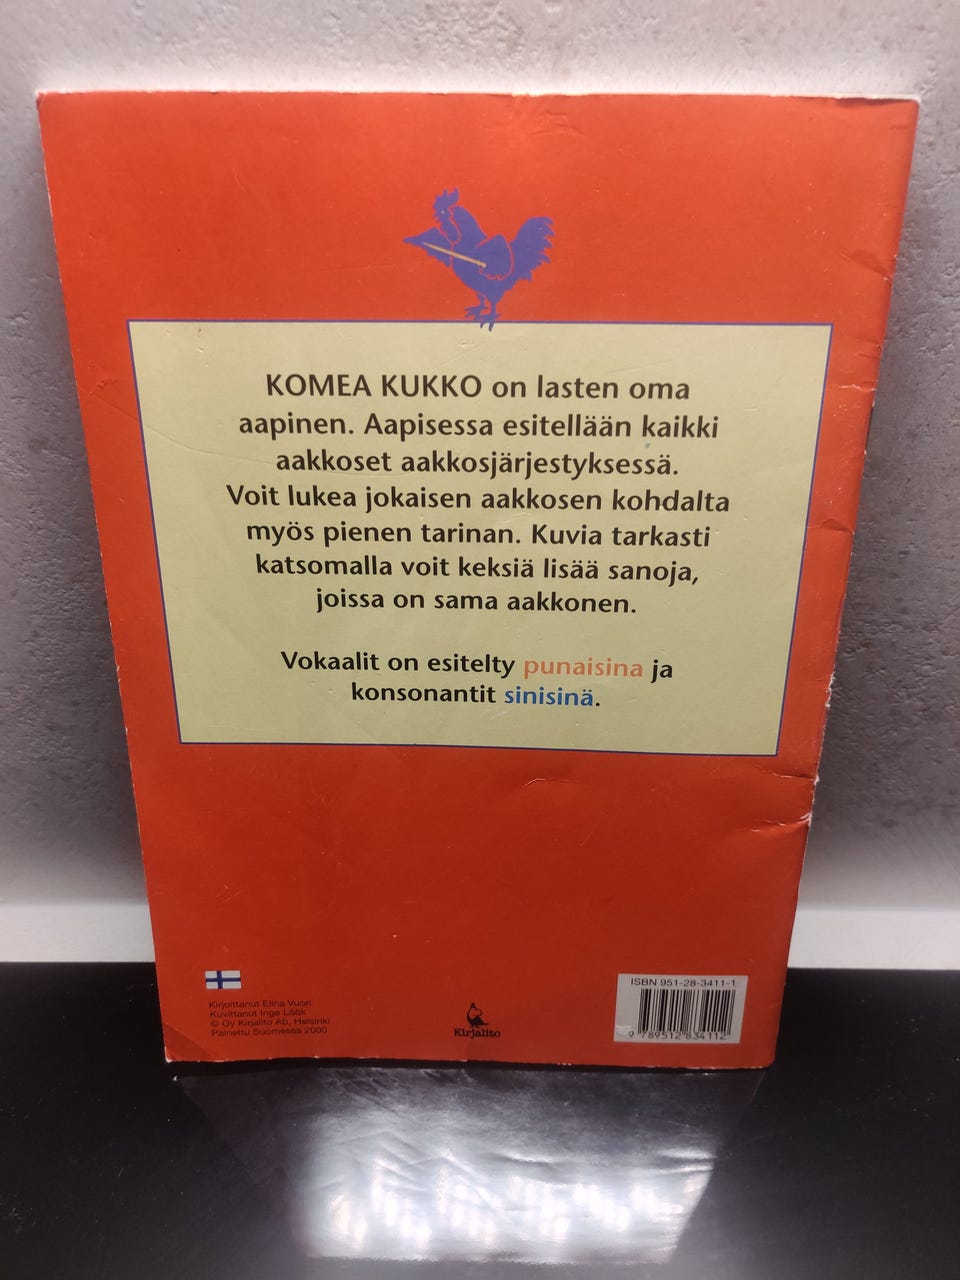 KOMEA KUKKO on lasten oma
aapinen. Aapisessa esitellään kaikki
aakkoset aakkosjärjestyksessä.
Voit lukea jokaisen aakkosen kohdalta
myös pienen tarinan. Kuvia tarkasti
katsomalla voit keksiä lisää sanoja,
joissa on sama aakkonen.
Vokaalit on esitelty punaisina ja
konsonantit sinisinä.
Kirjoittanut Elina Vuori
Kuvittanut Inge Löök
© Oy Kirjalito Ab, Helsinki
Painettu Suomessa 2000
Kirjalito
ISBN 951-28-3411-1
9 789512 834112